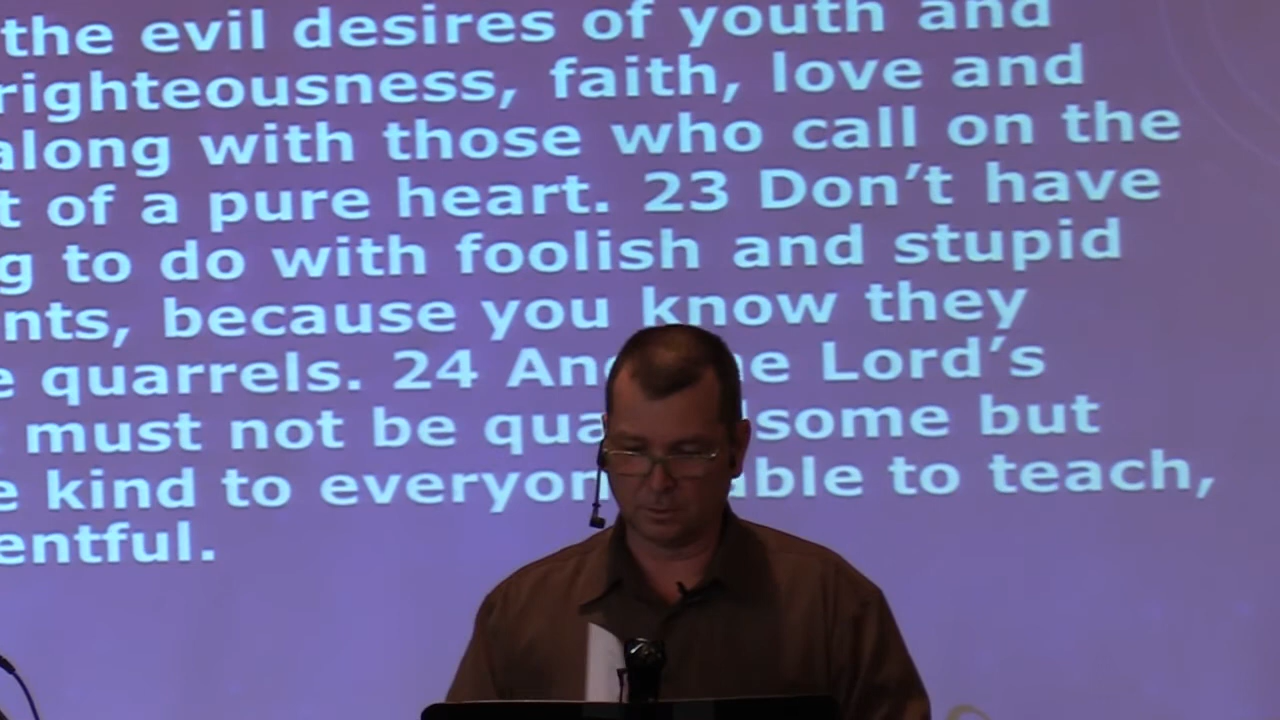 the evil desires of youth and
righteousness, faith, love and
along with those who call on the
t of a pure heart. 23 Don't have
g to do with foolish and stupid
nts, because you know they
e quarrels. 24 An e Lord's
must not be qua dsome but
e kind to everyon able to teach,
entful.